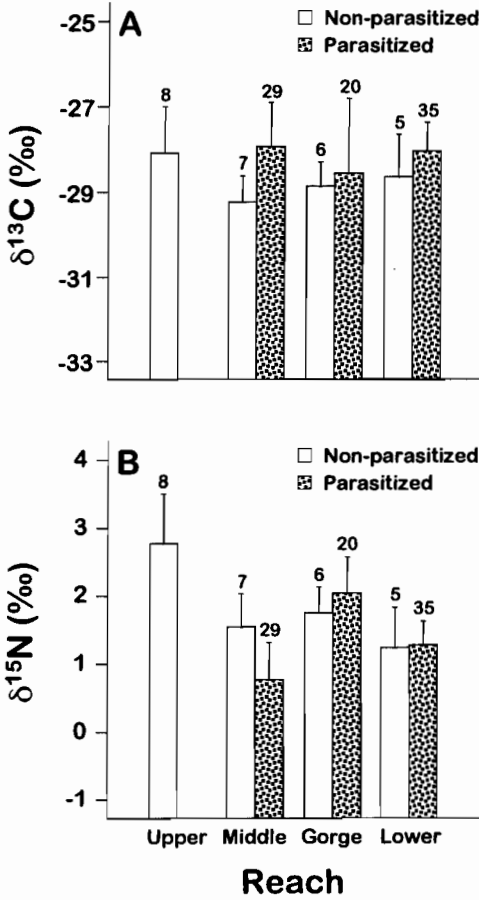 A
Non-parasitized
Parasitized
δ¹³C (‰)
-25
-27
-29
-31
-33
8
7
29
6
20
5
35
B
Non-parasitized
Parasitized
δ¹⁵N (‰)
4
3
2
1
0
-1
8
7
29
6
20
5
35
Upper Middle Gorge Lower
Reach